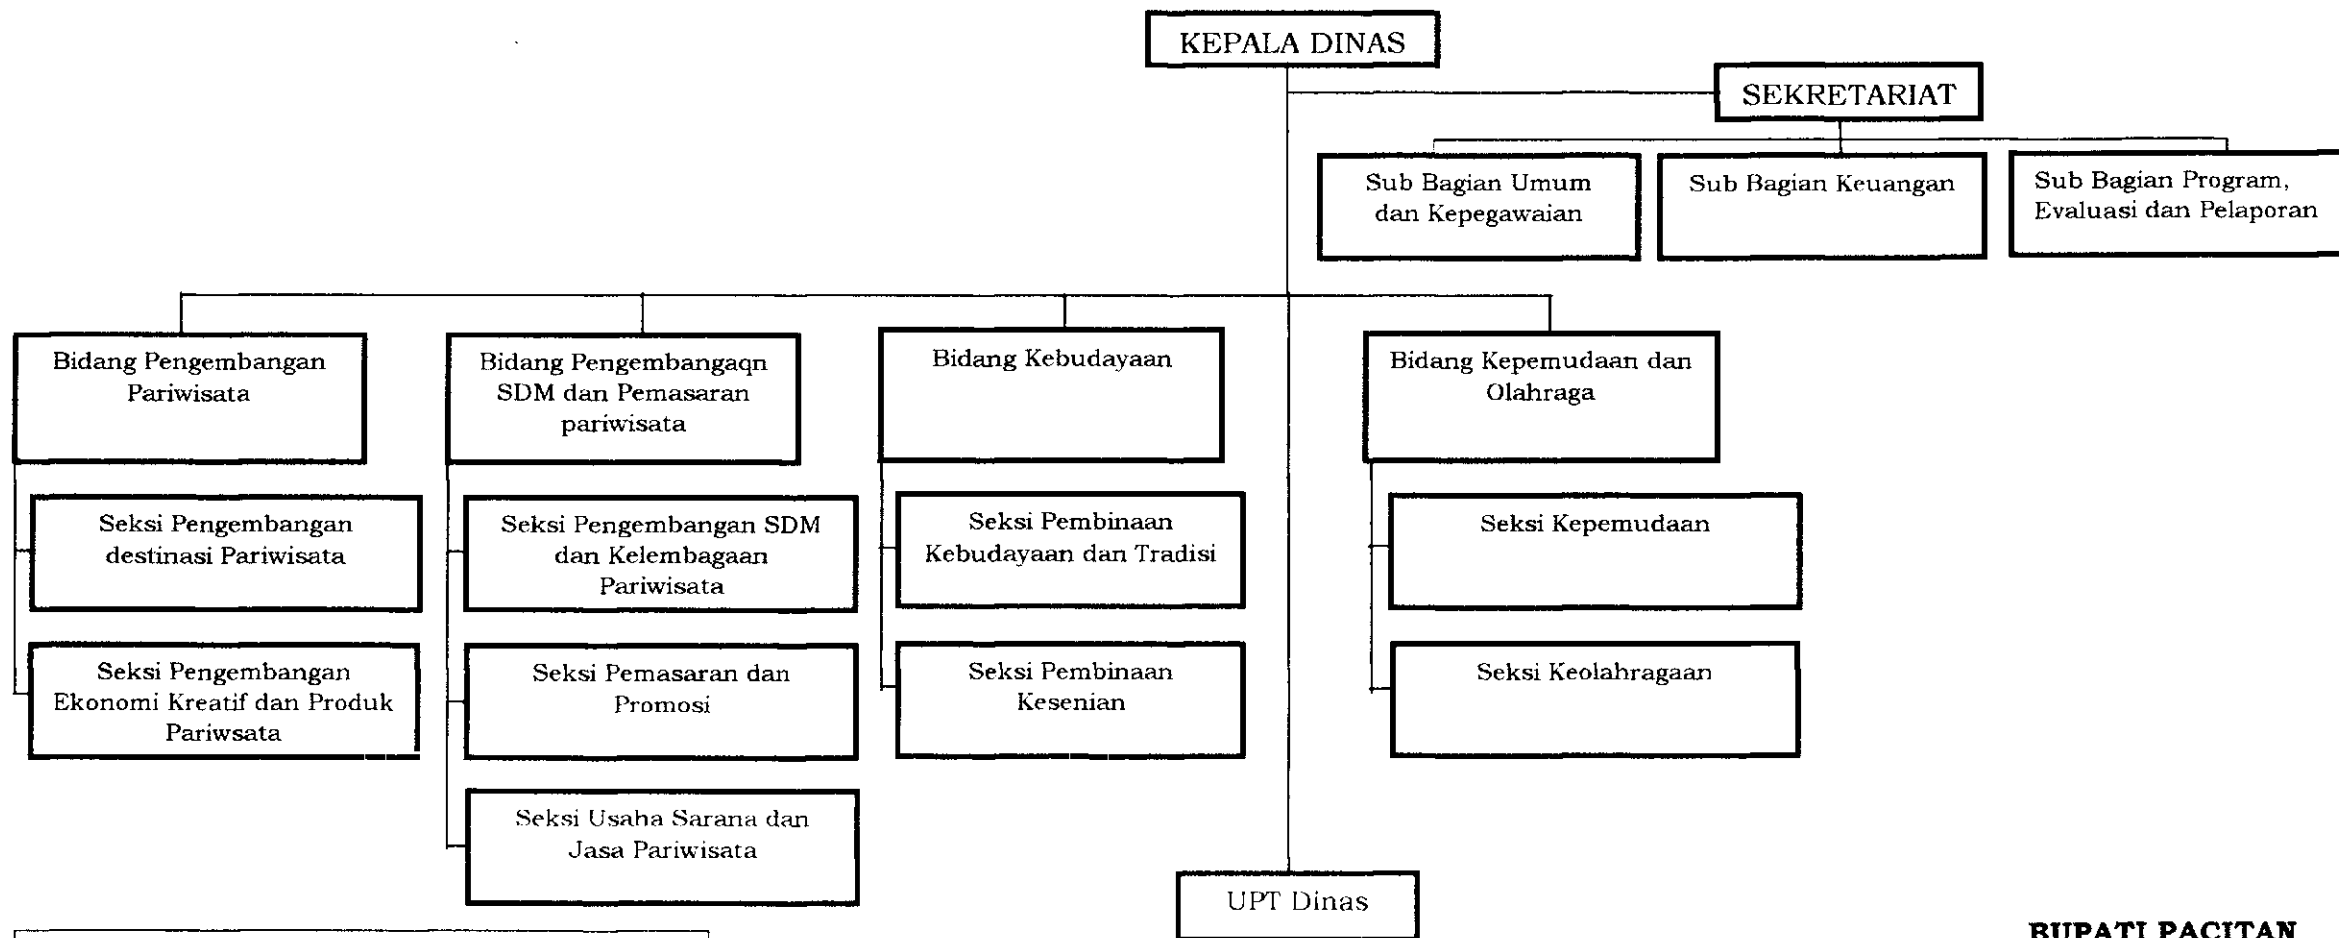 KEPALA DINAS
SEKRETARIAT
Sub Bagian Umum
dan Kepegawaian
Sub Bagian Keuangan
Sub Bagian Program,
Evaluasi dan Pelaporan
Bidang Pengembangan
Pariwisata
Bidang Pengembangaqn
SDM dan Pemasaran
pariwisata
Bidang Kebudayaan
Bidang Kepemudaan dan
Olahraga
Seksi Pengembangan
destinasi Pariwisata
Seksi Pengembangan SDM
dan Kelembagaan
Pariwisata
Seksi Pembinaan
Kebudayaan dan Tradisi
Seksi Kepemudaan
Seksi Pengembangan
Ekonomi Kreatif dan Produk
Pariwsata
Seksi Pemasaran dan
Promosi
Seksi Pembinaan
Kesenian
Seksi Keolahragaan
Seksi Usaha Sarana dan
Jasa Pariwisata
UPT Dinas
BUPATI PACITAN